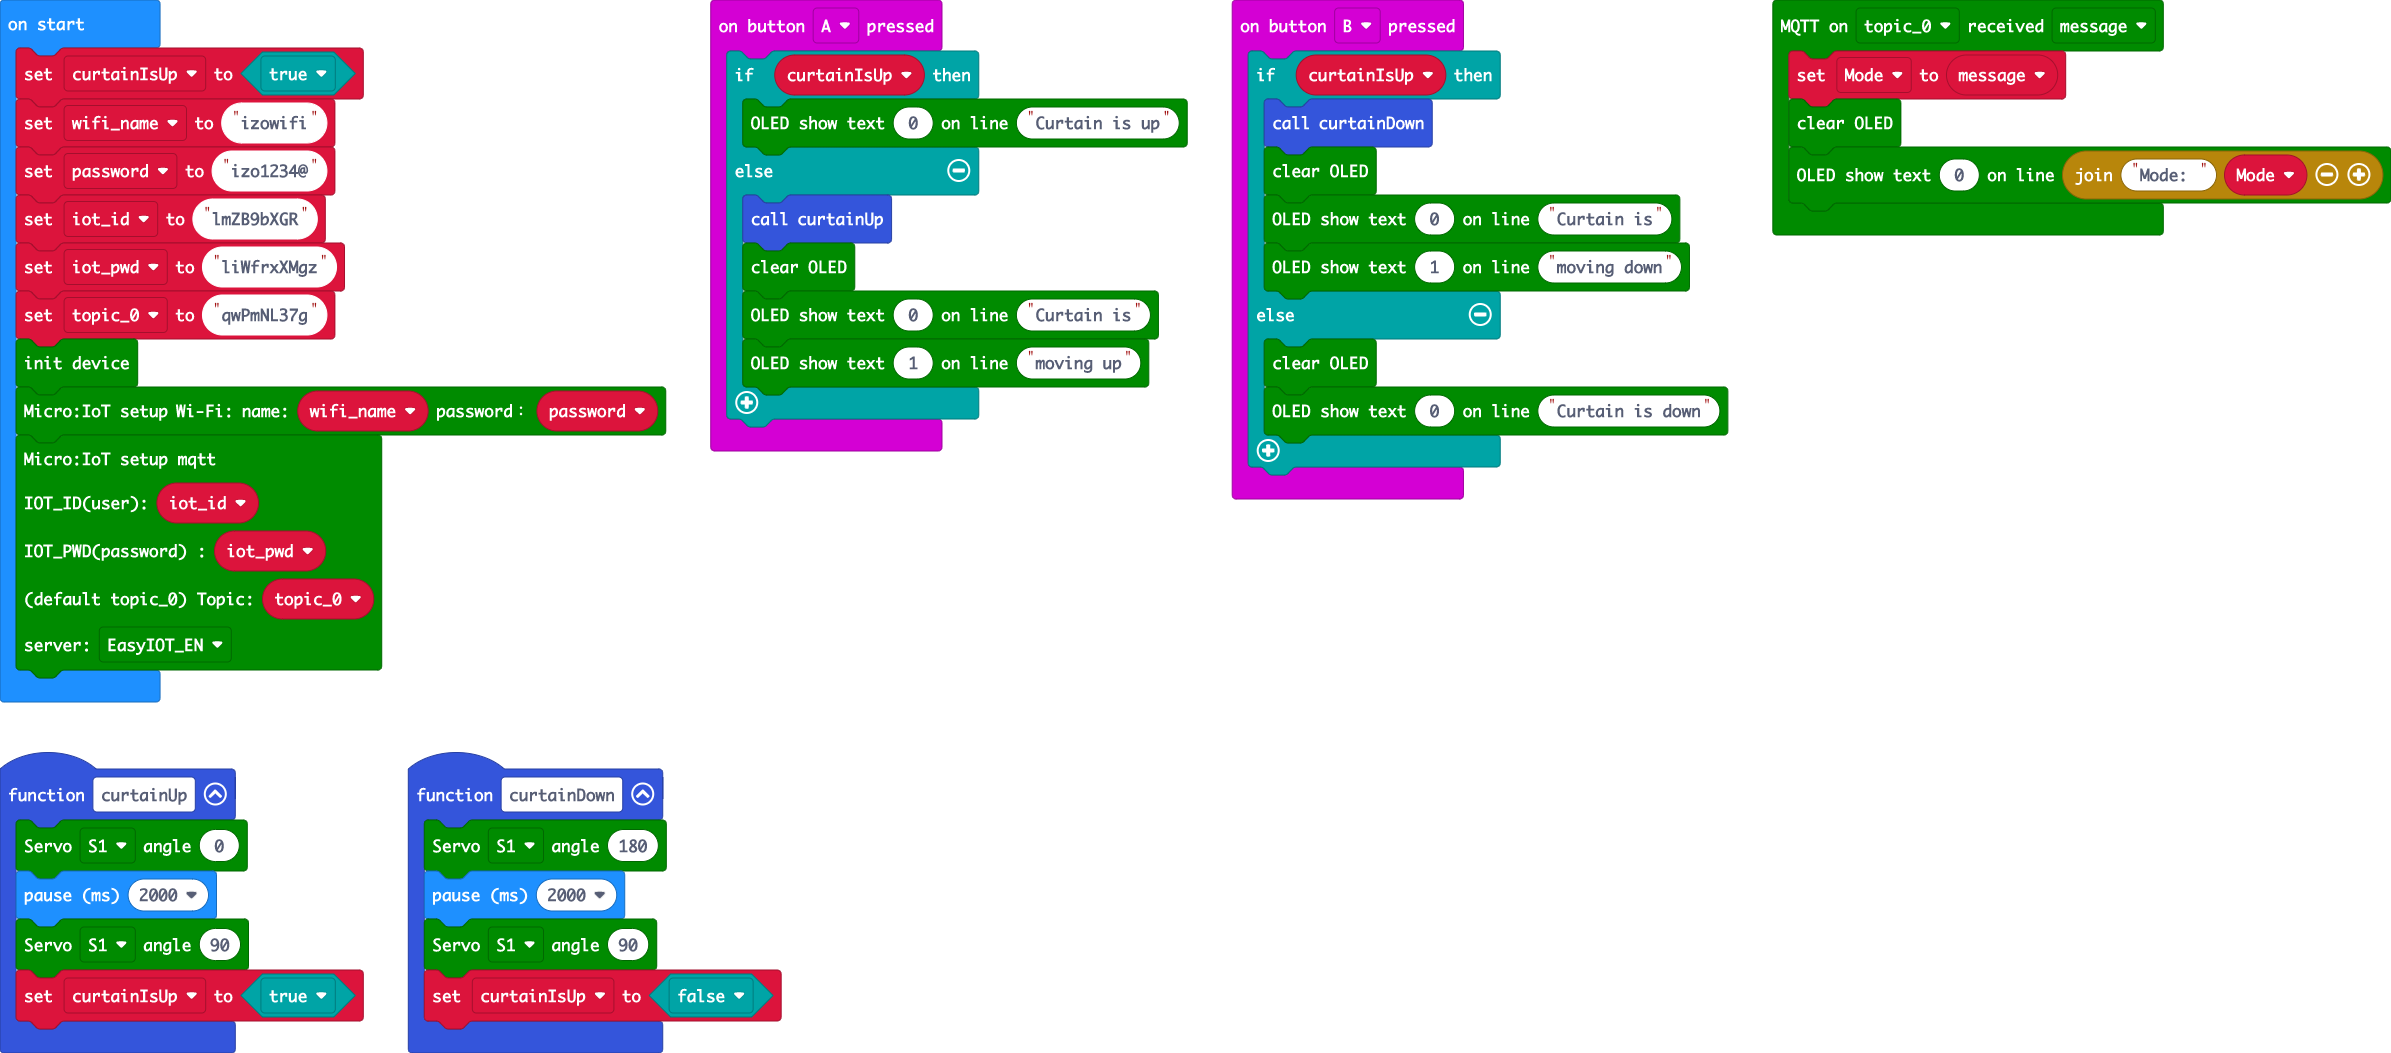 on start
set curtainIsUp to true
set wifi_name to "izowifi"
set password to "izo1234@"
set iot_id to "lmZB9bXGR"
set iot_pwd to "liWfrxXMgz"
set topic_0 to "qwPmNL37g"
init device
Micro:IoT setup Wi-Fi: name: wifi_name password: password
Micro:IoT setup mqtt
IOT_ID(user): iot_id
IOT_PWD(password) : iot_pwd
(default topic_0) Topic: topic_0
server: EasyIOT_EN
on button A pressed
if curtainIsUp then
OLED show text 0 on line "Curtain is up"
else
call curtainUp
clear OLED
OLED show text 0 on line "Curtain is"
OLED show text 1 on line "moving up"
on button B pressed
if curtainIsUp then
call curtainDown
clear OLED
OLED show text 0 on line "Curtain is"
OLED show text 1 on line "moving down"
else
clear OLED
OLED show text 0 on line "Curtain is down"
MQTT on topic_0 received message
set Mode to message
clear OLED
OLED show text 0 on line join "Mode: " Mode
function curtainUp
Servo S1 angle 0
pause (ms) 2000
Servo S1 angle 90
set curtainIsUp to true
function curtainDown
Servo S1 angle 180
pause (ms) 2000
Servo S1 angle 90
set curtainIsUp to false